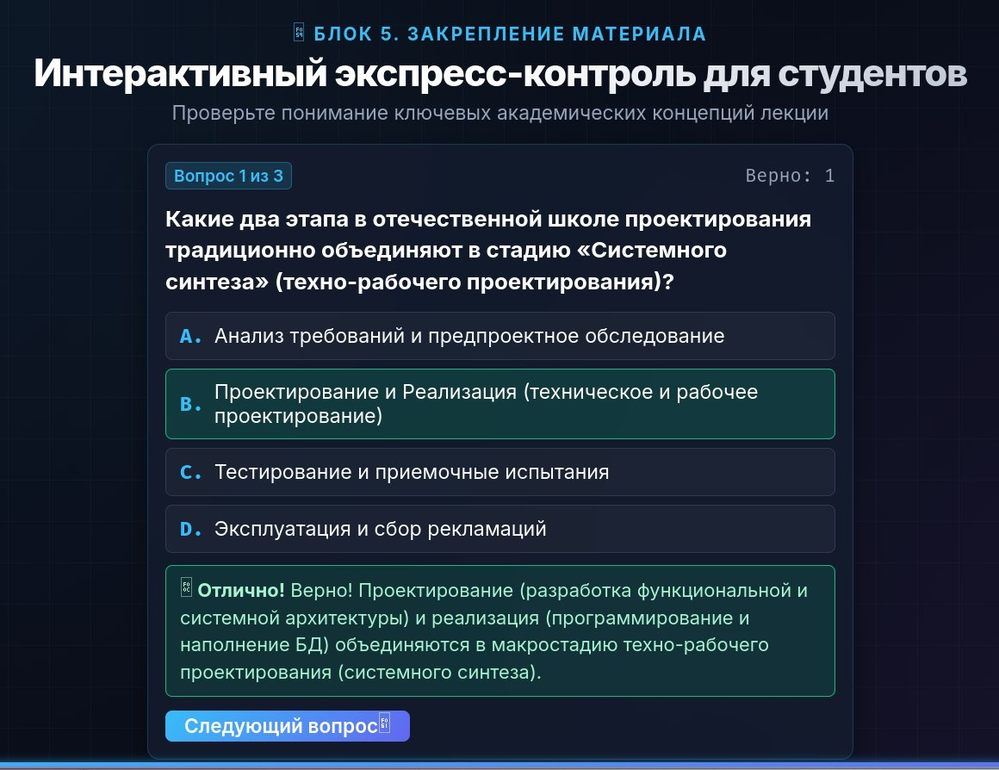 БЛОК 5. ЗАКРЕПЛЕНИЕ МАТЕРИАЛА
Интерактивный экспресс-контроль для студентов
Проверьте понимание ключевых академических концепций лекции
Вопрос 1 из 3
Верно: 1
Какие два этапа в отечественной школе проектирования
традиционно объединяют в стадию «Системного
синтеза» (техно-рабочего проектирования)?
A. Анализ требований и предпроектное обследование
B. Проектирование и Реализация (техническое и рабочее
проектирование)
C. Тестирование и приемочные испытания
D. Эксплуатация и сбор рекламаций
Отлично! Верно! Проектирование (разработка функциональной и
системной архитектуры) и реализация (программирование и
наполнение БД) объединяются в макростадию техно-рабочего
проектирования (системного синтеза).
Следующий вопрос